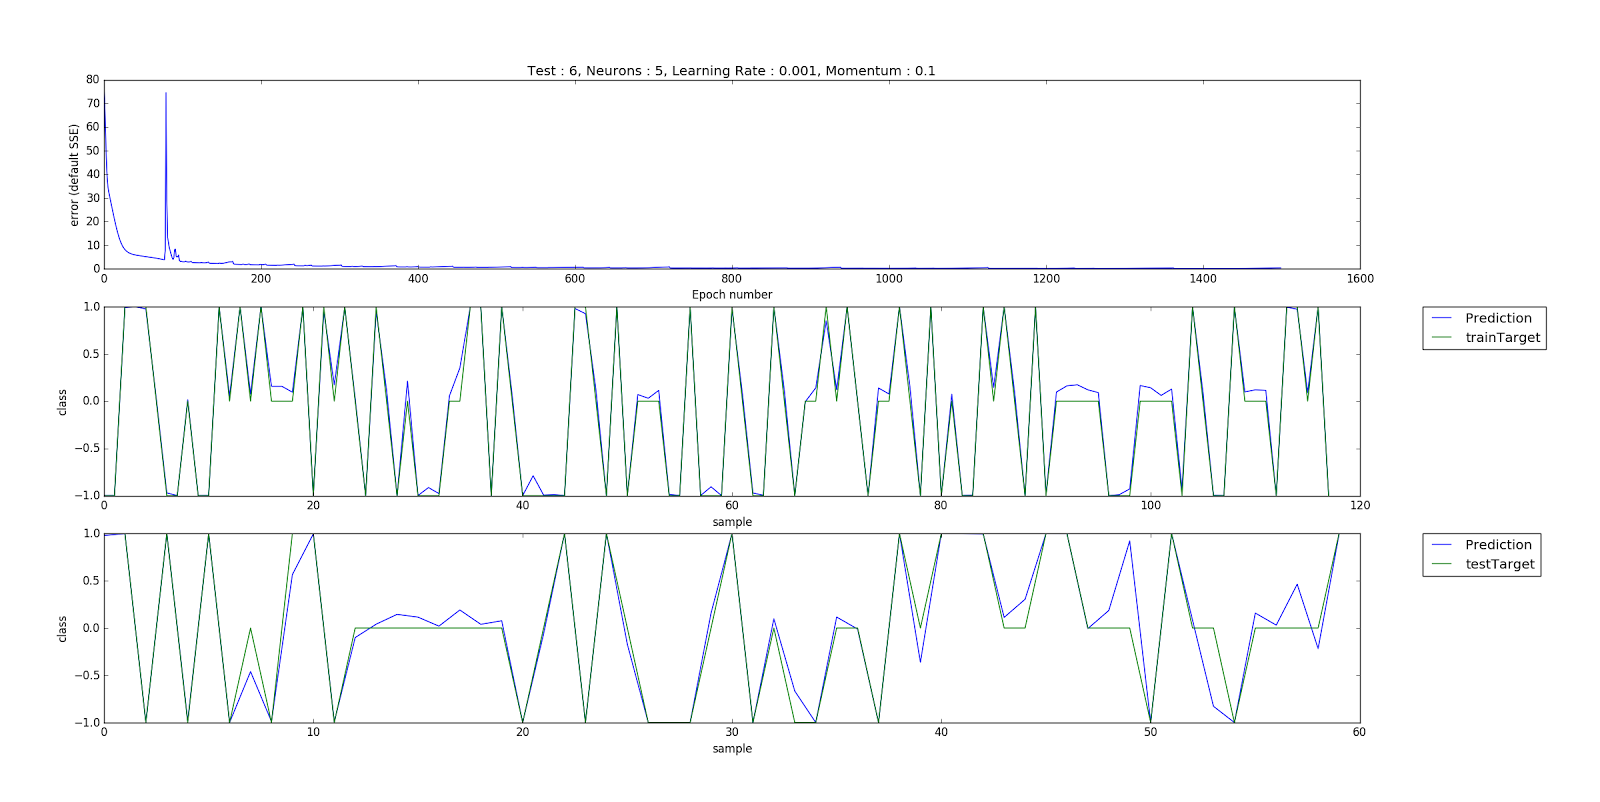 Test : 6, Neurons : 5, Learning Rate : 0.001, Momentum : 0.1
80
70
60
50
40
30
20
10
0
error (default SSE)
0 200 400 600 800 1000 1200 1400 1600
Epoch number
1.0
0.5
0.0
−0.5
−1.0
class
0 20 40 60 80 100 120
sample
Prediction
trainTarget
1.0
0.5
0.0
−0.5
−1.0
class
0 10 20 30 40 50 60
sample
Prediction
testTarget